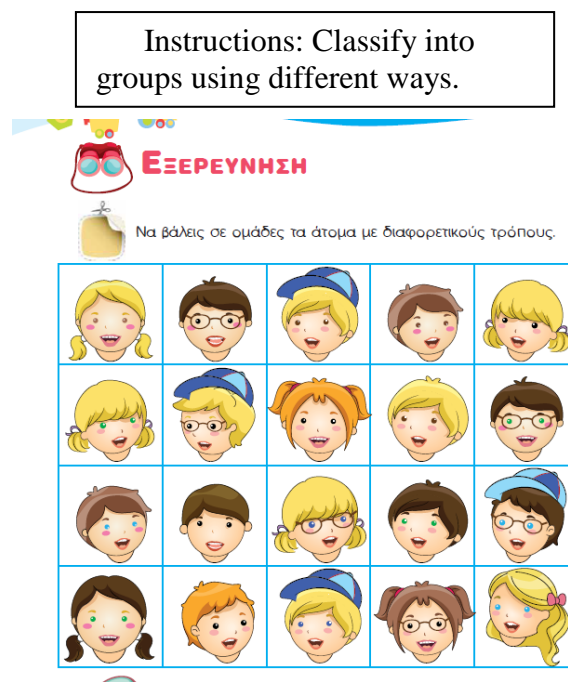 Instructions: Classify into
groups using different ways.
ΕΞΕΡΕΥΝΗΣΗ
Να βάλεις σε ομάδες τα άτομα με διαφορετικούς τρόπους.